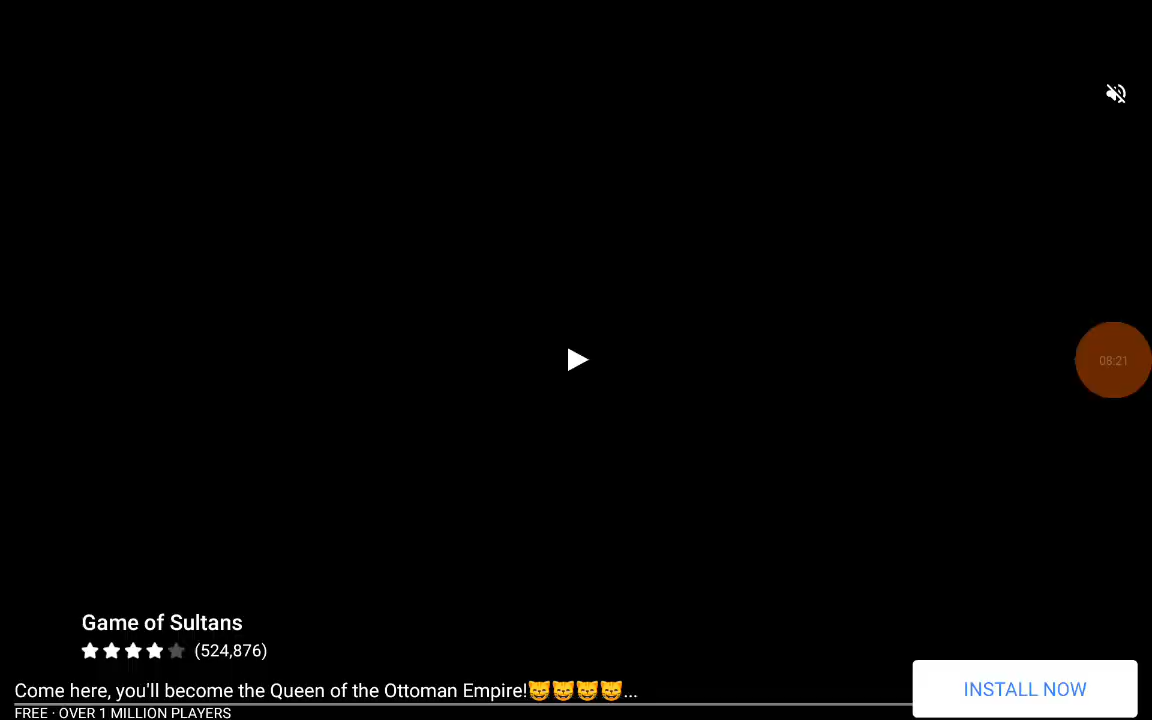 08:21
Game of Sultans
(524,876)
Come here, you'll become the Queen of the Ottoman Empire!😼😼😼😼...
INSTALL NOW
FREE · OVER 1 MILLION PLAYERS